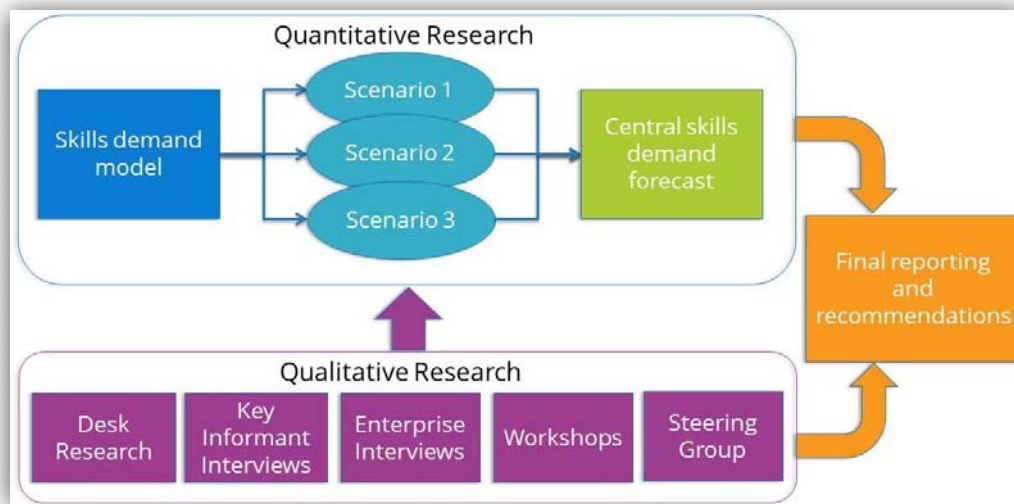 Quantitative Research
Skills demand
model
Scenario 1
Scenario 2
Scenario 3
Central skills
demand
forecast
Final reporting
and
recommendations
Qualitative Research
Desk
Research
Key
Informant
Interviews
Enterprise
Interviews
Workshops
Steering
Group